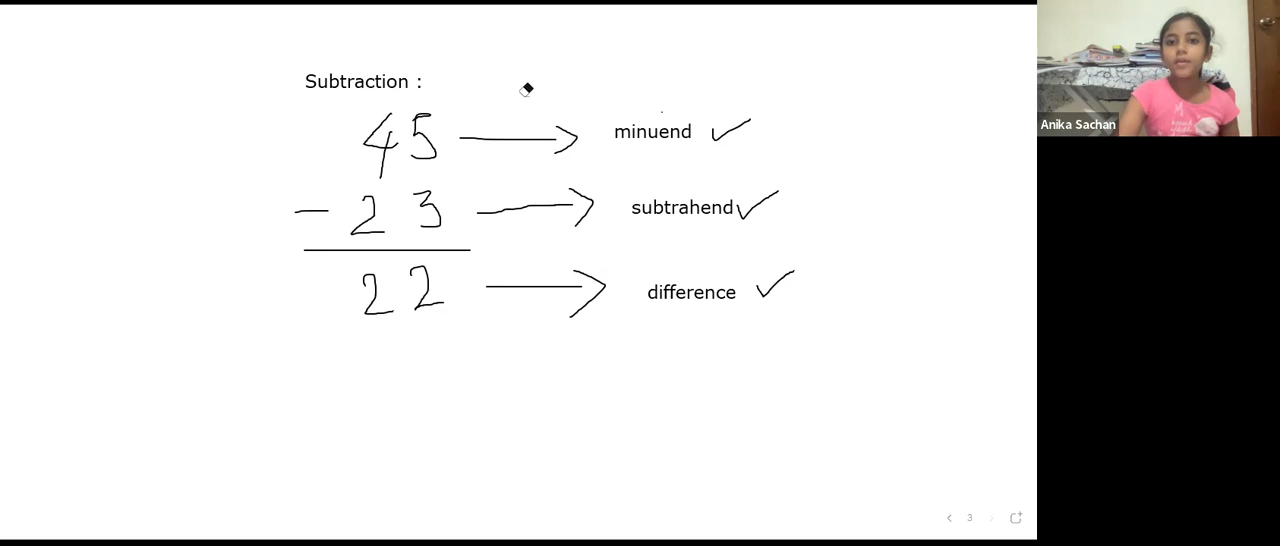 Subtraction :
45 → minuend ✓
- 23 → subtrahend ✓
22 → difference ✓
Anika Sachan
3